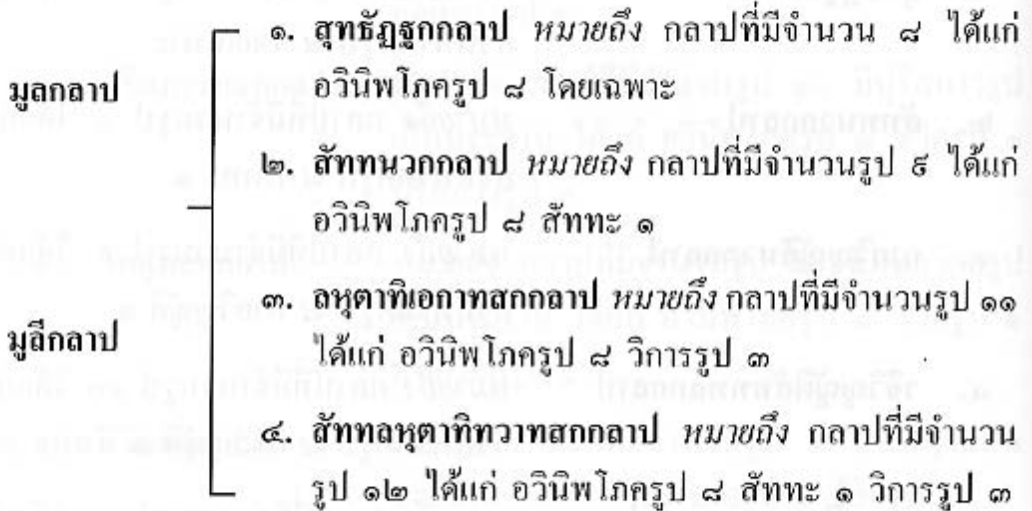 ๑. สุทธัฏฐกกลาป หมายถึง กลาปที่มีจำนวน ๘ ได้แก่
มูลกลาป
อวินิพโภครูป ๘ โดยเฉพาะ
๒. สัททนวกกลาป หมายถึง กลาปที่มีจำนวนรูป ๙ ได้แก่
อวินิพโภครูป ๘ สัททะ ๑
๓. ลหุตาทิเอกาทสกกลาป หมายถึง กลาปที่มีจำนวนรูป ๑๑
มูลีกลาป
ได้แก่ อวินิพโภครูป ๘ วิการรูป ๓
๔. สัททลหุตาทิทวาทสกกลาป หมายถึง กลาปที่มีจำนวน
รูป ๑๒ ได้แก่ อวินิพโภครูป ๘ สัททะ ๑ วิการรูป ๓